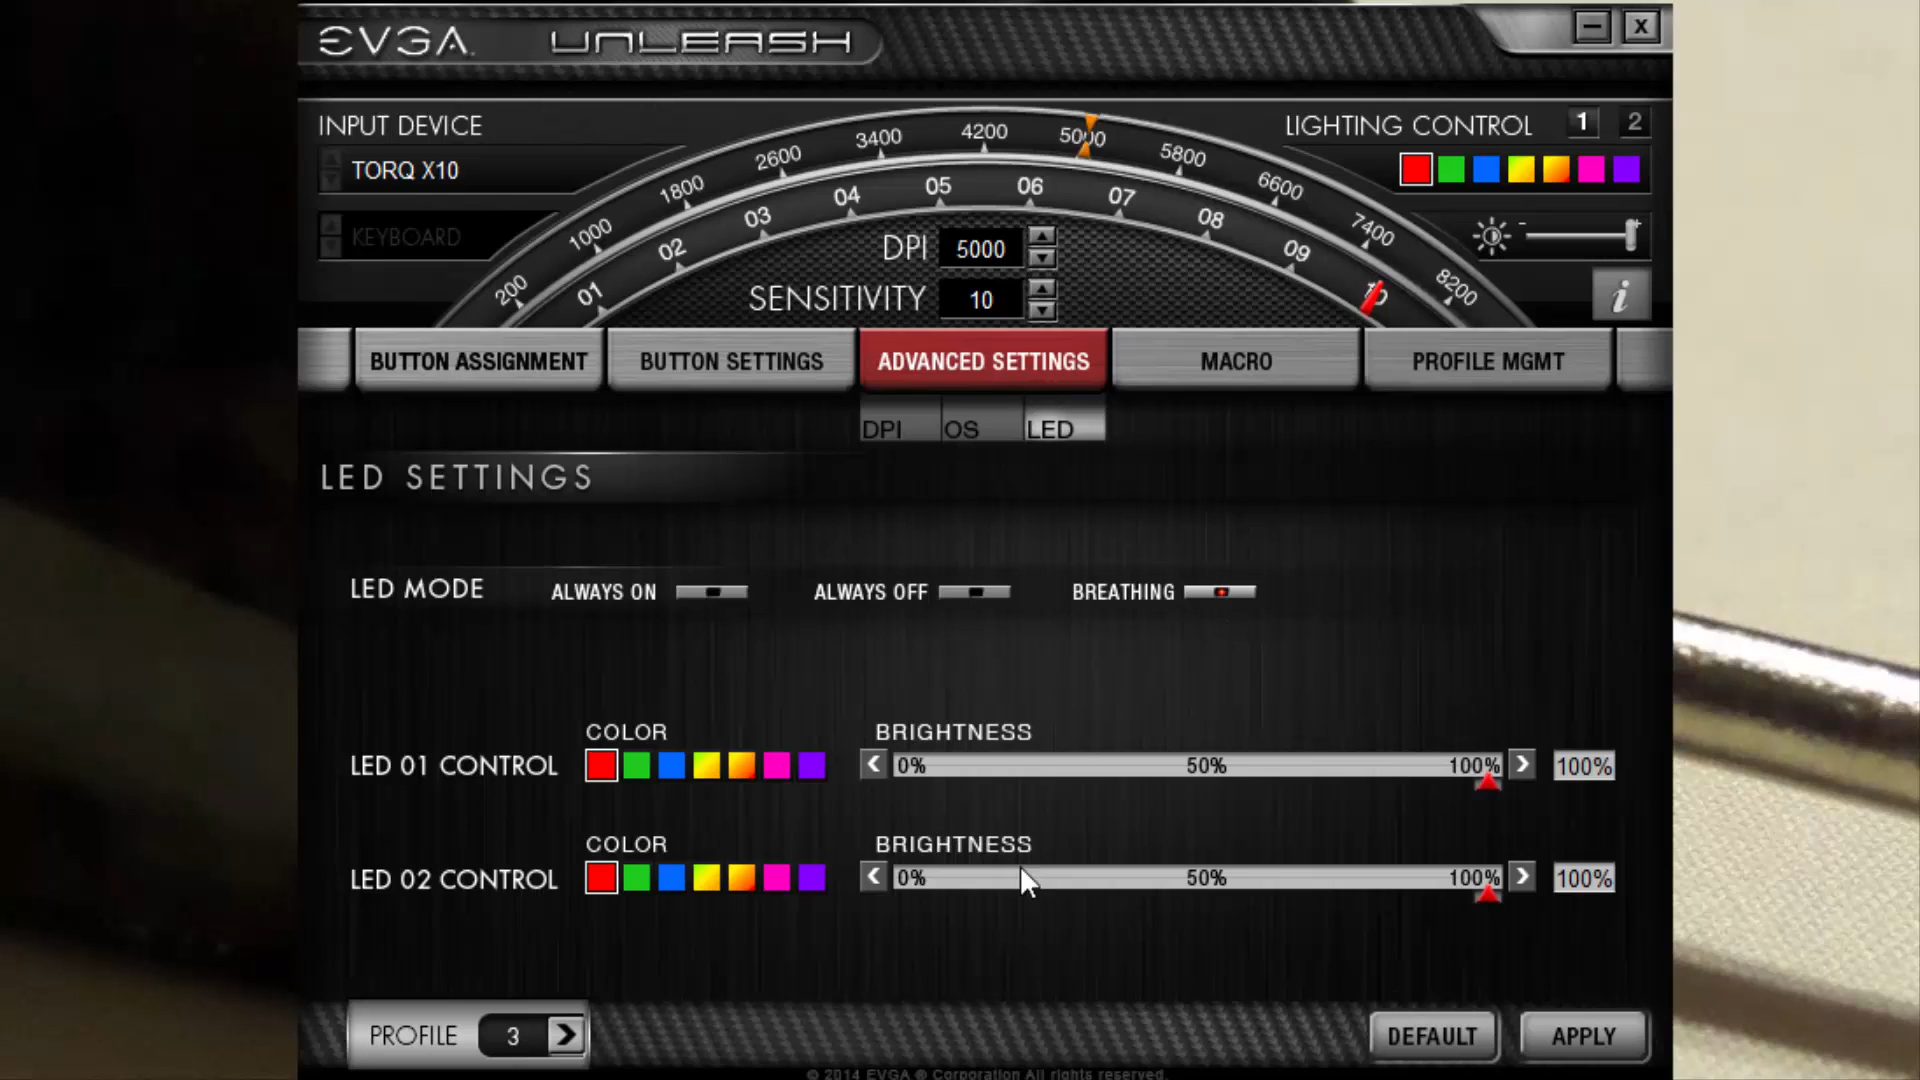 EVGA UNLEASH
INPUT DEVICE
TORQ X10
KEYBOARD
200 1000 1800 2600 3400 4200 5000 5800 6600 7400 8200
01 02 03 04 05 06 07 08 09 10
DPI 5000
SENSITIVITY 10
LIGHTING CONTROL 1 2
- +
i
BUTTON ASSIGNMENT BUTTON SETTINGS ADVANCED SETTINGS MACRO PROFILE MGMT
DPI OS LED
LED SETTINGS
LED MODE ALWAYS ON ALWAYS OFF BREATHING
COLOR BRIGHTNESS
LED 01 CONTROL 0% 50% 100% 100%
COLOR BRIGHTNESS
LED 02 CONTROL 0% 50% 100% 100%
PROFILE 3 DEFAULT APPLY
© 2014 EVGA ® Corporation All rights reserved.